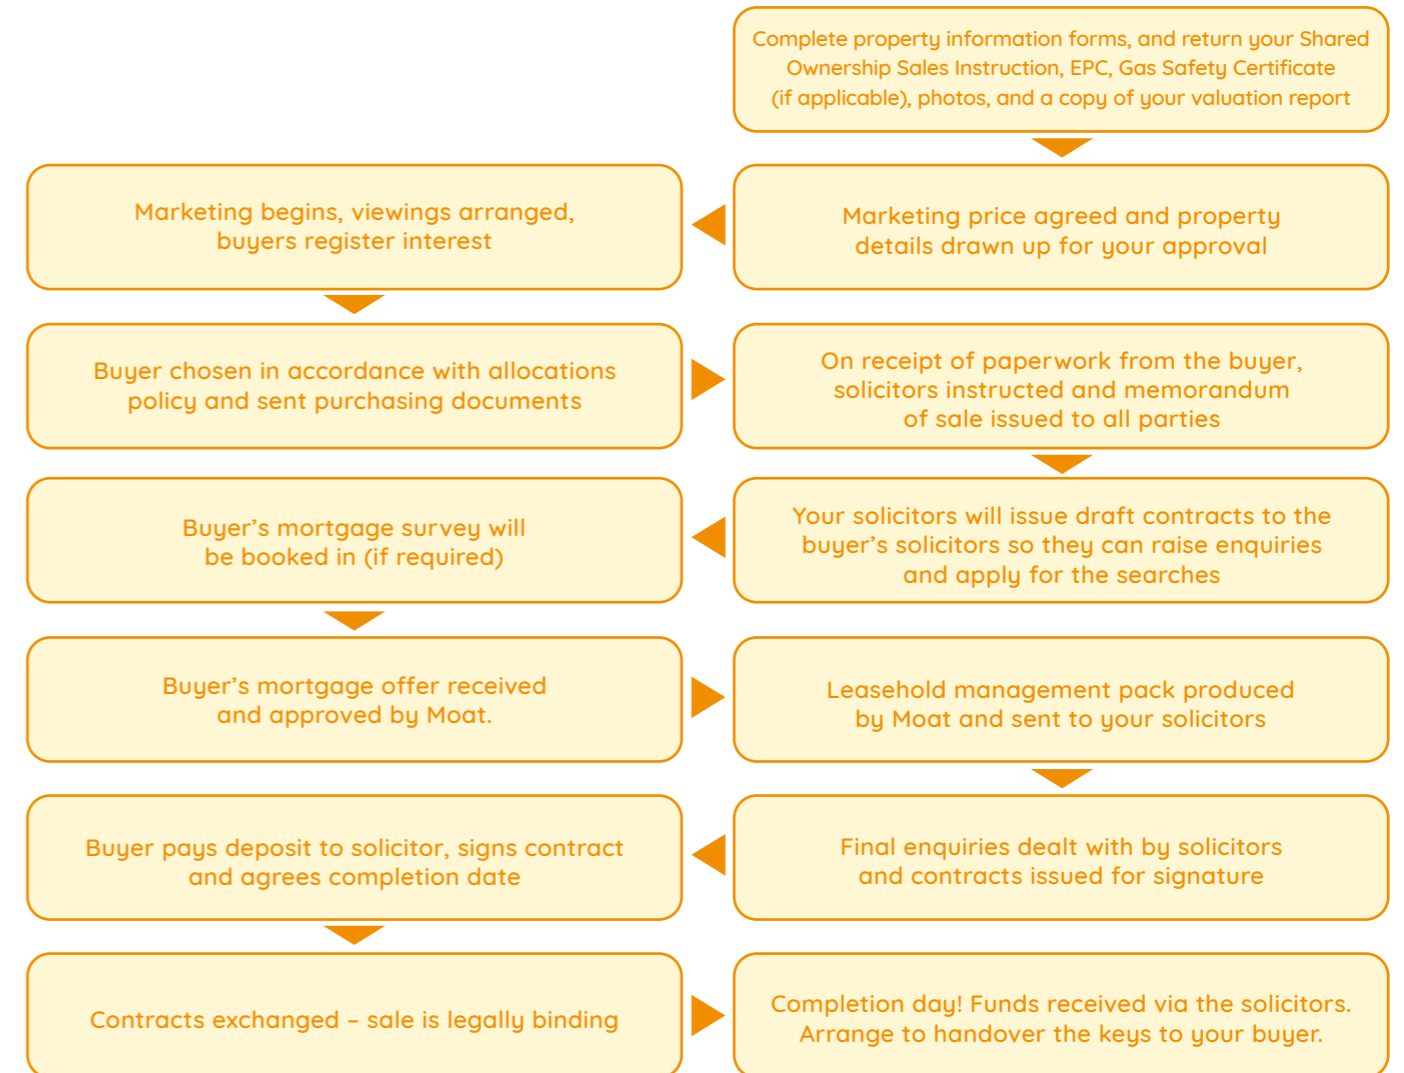 Complete property information forms, and return your Shared
Ownership Sales Instruction, EPC, Gas Safety Certificate
(if applicable), photos, and a copy of your valuation report
Marketing price agreed and property
details drawn up for your approval
Marketing begins, viewings arranged,
buyers register interest
Buyer chosen in accordance with allocations
policy and sent purchasing documents
On receipt of paperwork from the buyer,
solicitors instructed and memorandum
of sale issued to all parties
Your solicitors will issue draft contracts to the
buyer’s solicitors so they can raise enquiries
and apply for the searches
Buyer’s mortgage survey will
be booked in (if required)
Buyer’s mortgage offer received
and approved by Moat.
Leasehold management pack produced
by Moat and sent to your solicitors
Final enquiries dealt with by solicitors
and contracts issued for signature
Buyer pays deposit to solicitor, signs contract
and agrees completion date
Contracts exchanged – sale is legally binding
Completion day! Funds received via the solicitors.
Arrange to handover the keys to your buyer.